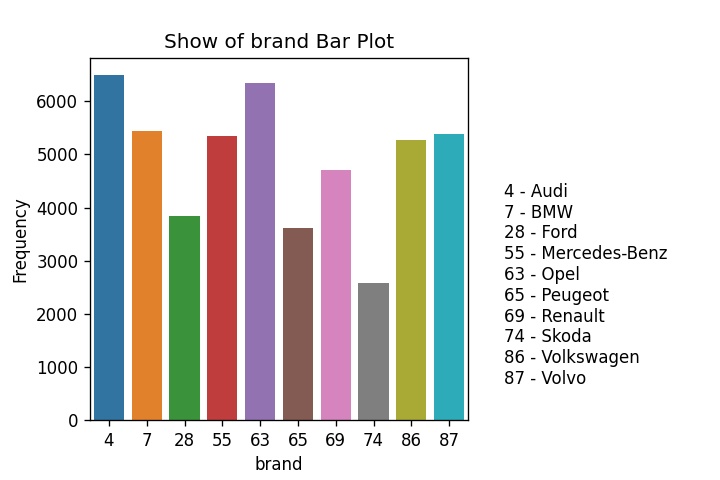 Show of brand Bar Plot
6000
5000
4000
3000
2000
1000
0
Frequency
4 7 28 55 63 65 69 74 86 87
brand
4 - Audi
7 - BMW
28 - Ford
55 - Mercedes-Benz
63 - Opel
65 - Peugeot
69 - Renault
74 - Skoda
86 - Volkswagen
87 - Volvo